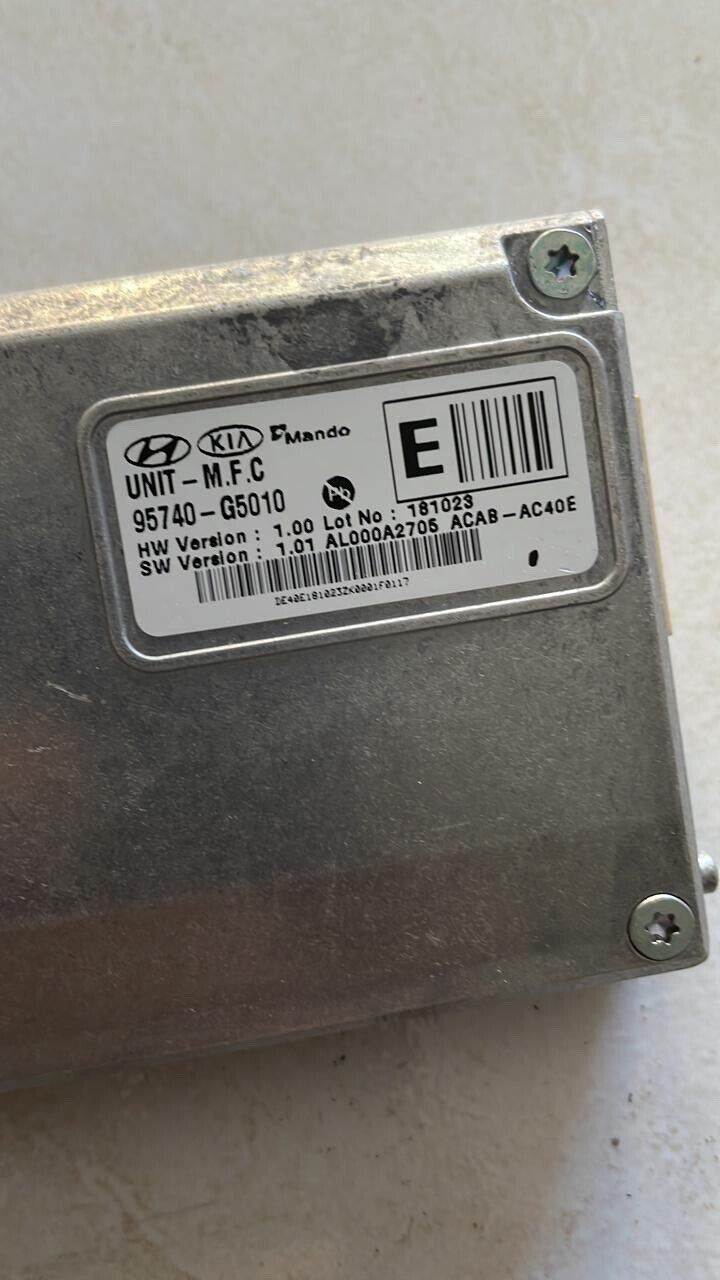 KIA Mando
UNIT-M.F.C
95740-G5010
Pb
E
HW Version : 1.00 Lot No : 181023
SW Version : 1.01 AL000A2705 ACAB-AC40E
DE40E181023ZK0001F0117